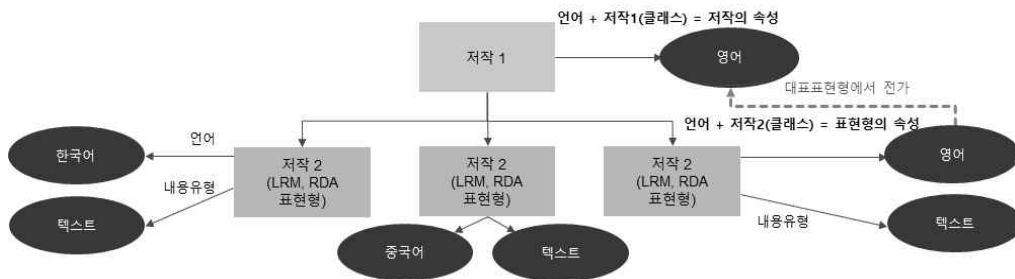 언어 + 저작1(클래스) = 저작의 속성
저작 1
영어
대표표현형에서 전가
언어 + 저작2(클래스) = 표현형의 속성
언어
한국어
내용유형
텍스트
저작 2
(LRM, RDA
표현형)
저작 2
(LRM, RDA
표현형)
중국어
텍스트
저작 2
(LRM, RDA
표현형)
영어
내용유형
텍스트